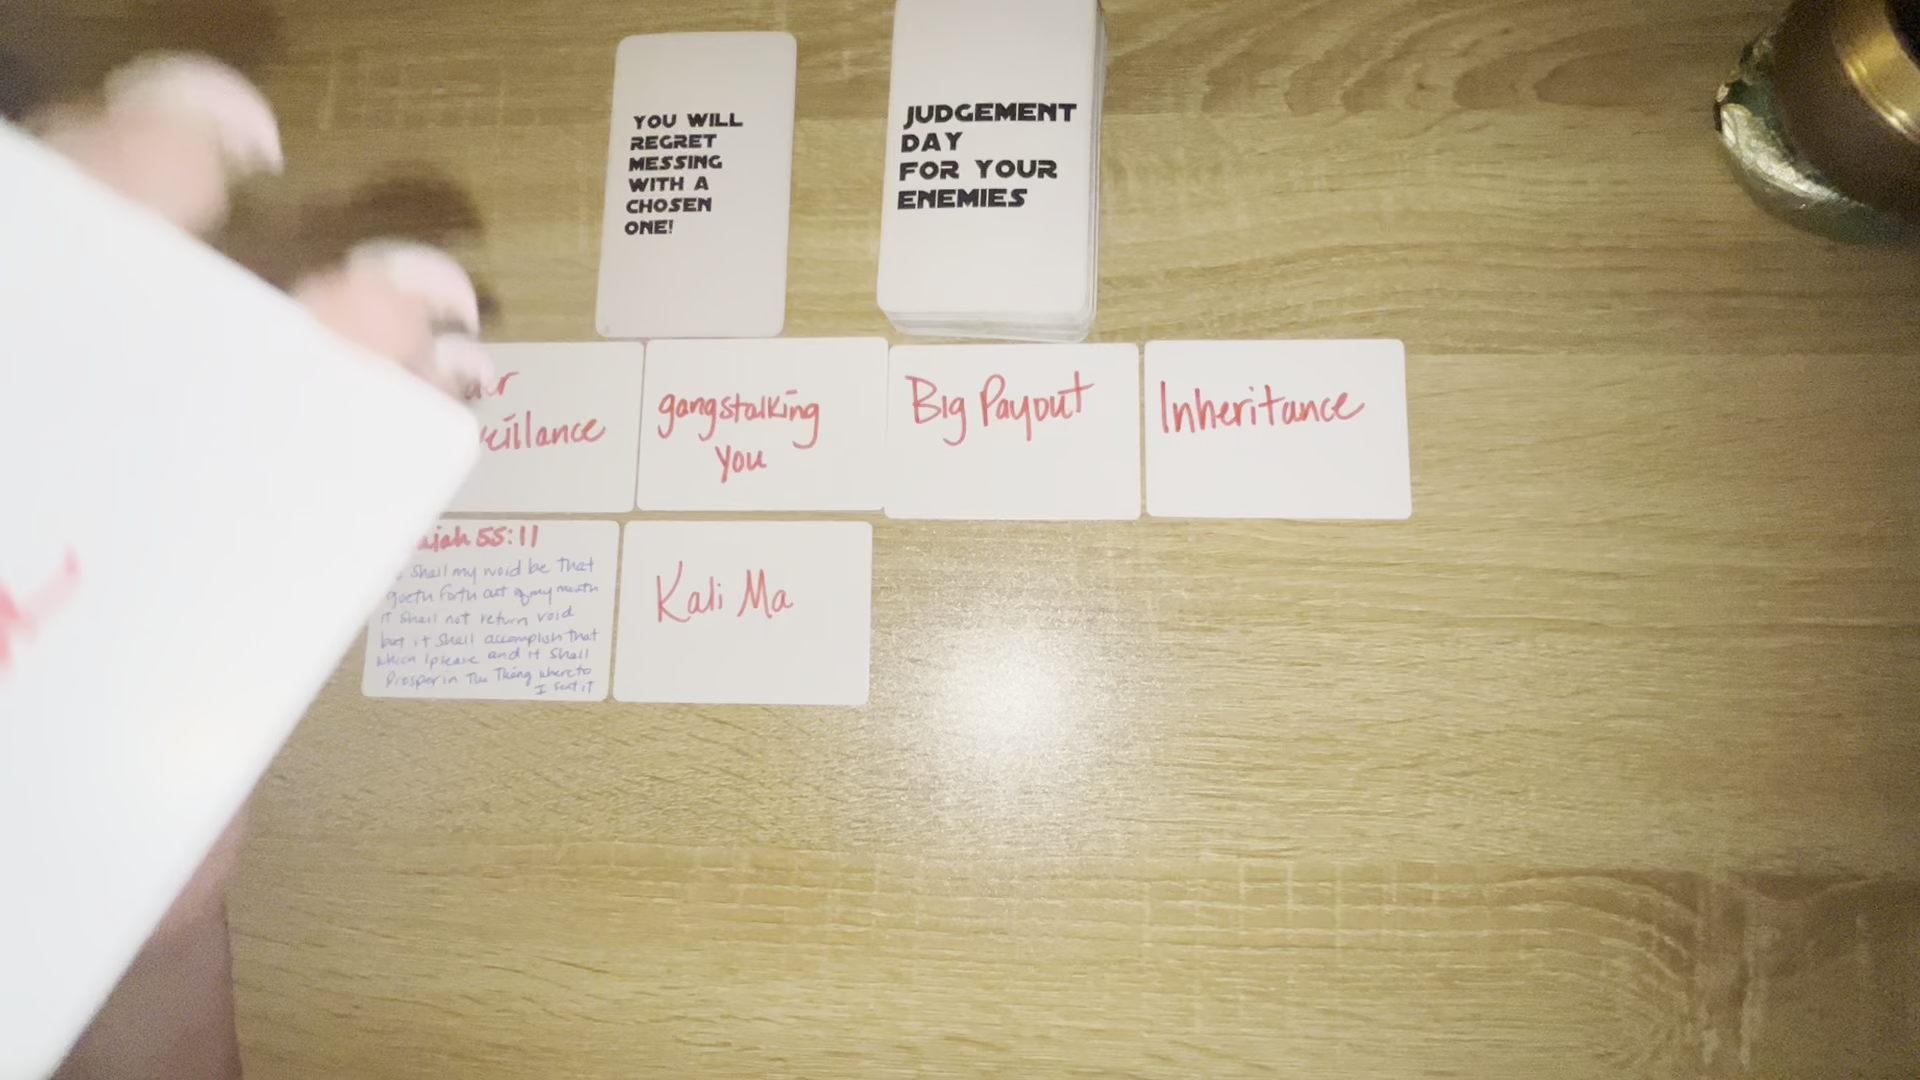 YOU WILL
REGRET
MESSING
WITH A
CHOSEN
ONE!
JUDGEMENT
DAY
FOR YOUR
ENEMIES
gangstalking
You
Big Payout
Inheritance
55:11
shall my word be that
goeth forth out of my mouth
it shall not return void
but it shall accomplish that
which I please and it shall
Prosper in The Thing whereto
I sent it
Kali Ma